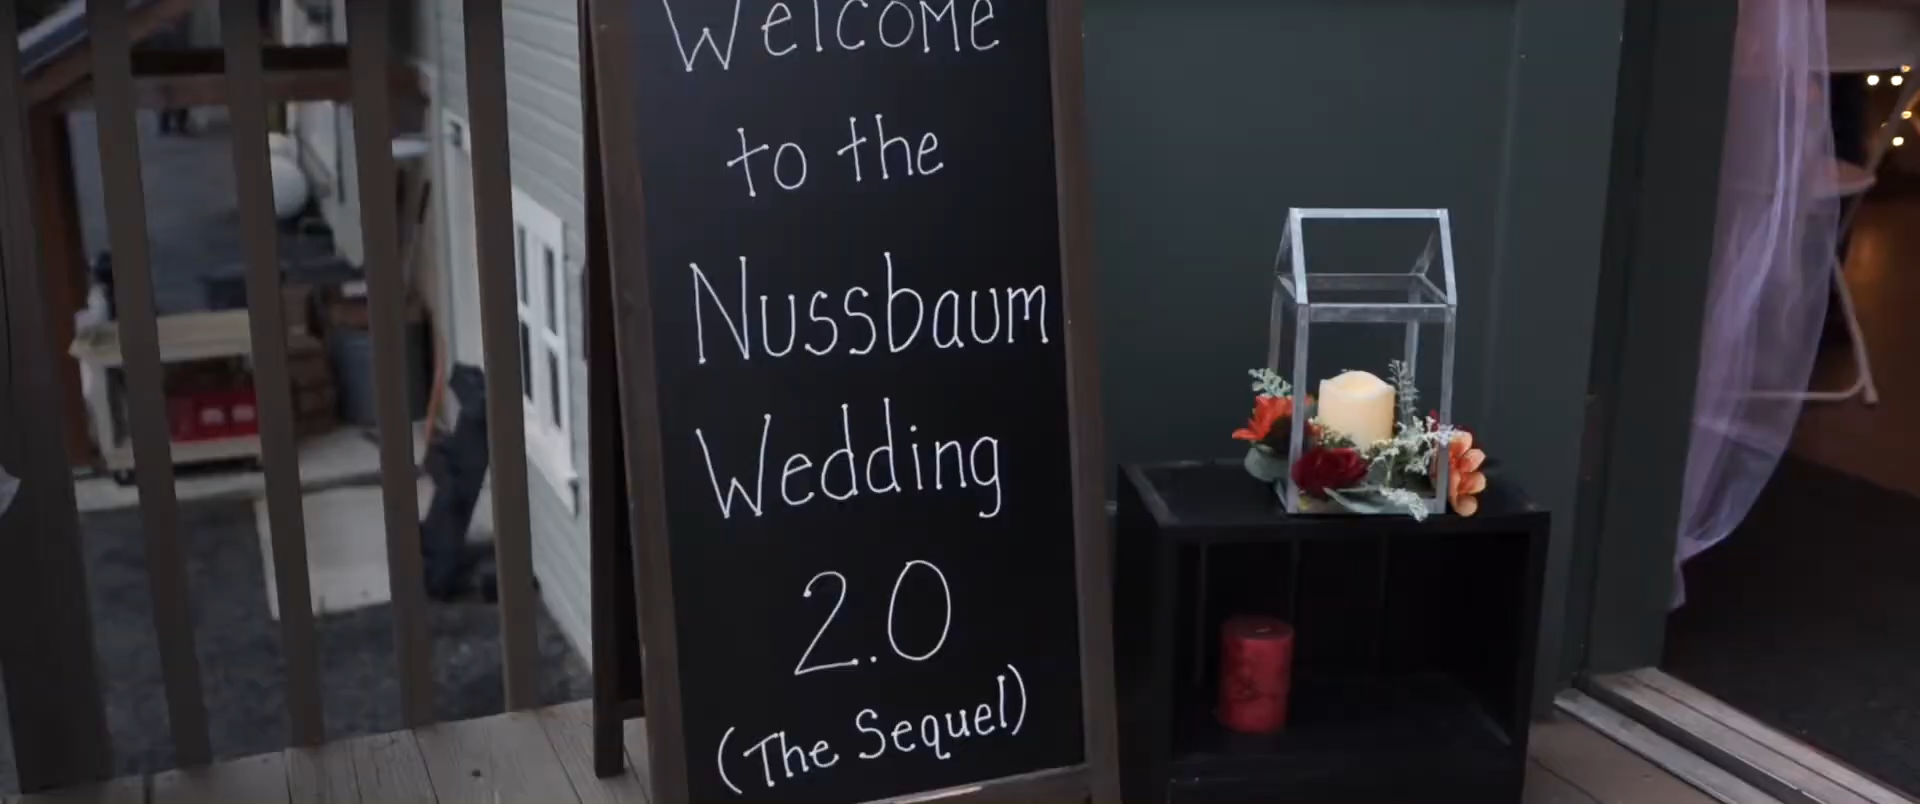 Welcome
to the
Nussbaum
Wedding
2.0
(The Sequel)